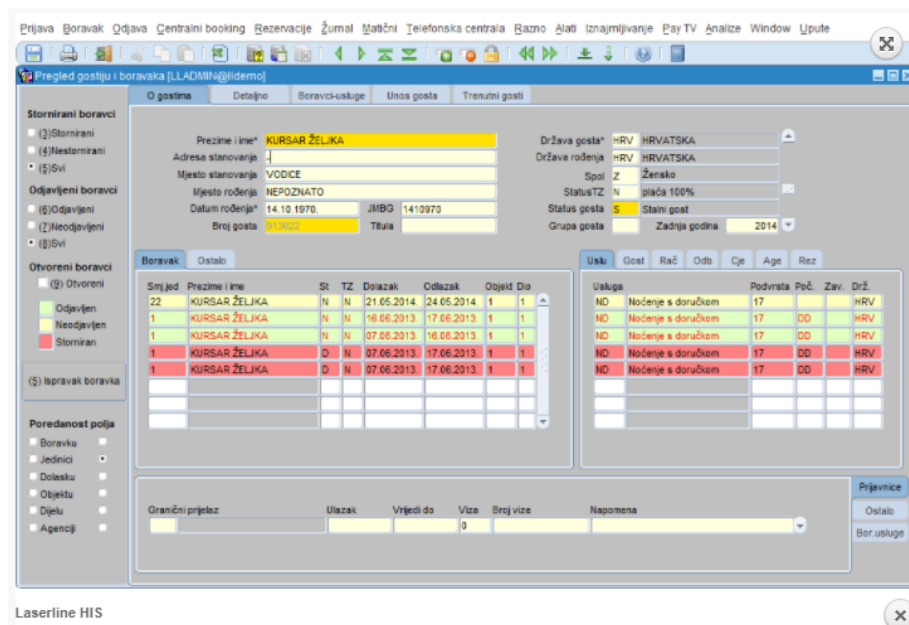 Prijava Boravak Odjava Centralni booking Rezervacije Žurnal Matični Telefonska centrala Razno Alati Iznajmljivanje Pay TV Analize Window Upute
Pregled gostiju i boravaka [LLADMIN@lldemo]
O gostima Detaljno Boravci-usluge Unos gosta Trenutni gosti
Stornirani boravci
(3)Stornirani
(4)Nestornirani
(5)Svi
Odjavljeni boravci
(6)Odjavljeni
(7)Neodjavljeni
(8)Svi
Otvoreni boravci
(9) Otvoreni
Odjavljen
Neodjavljen
Storniran
(5) Ispravak boravka
Poredanost polja
Boravku
Jedinici
Dolasku
Objektu
Dijelu
Agenciji
Prezime i ime* KURSAR ŽELJKA
Adresa stanovanja
Mjesto stanovanja VODICE
Mjesto rođenja NEPOZNATO
Datum rođenja* 14.10.1970. JMBG 1410970
Broj gosta 913022 Titula
Država gosta* HRV HRVATSKA
Država rođenja HRV HRVATSKA
Spol Z Žensko
StatusTZ N plaća 100%
Status gosta S Stalni gost
Grupa gosta Zadnja godina 2014
Boravak Ostalo
Smj.jed Prezime i ime St TZ Dolazak Odlazak Objekt Dio
22 KURSAR ŽELJKA N N 21.05.2014. 24.05.2014. 1 1
1 KURSAR ŽELJKA N N 16.06.2013. 17.06.2013. 1 1
1 KURSAR ŽELJKA N N 07.06.2013. 16.06.2013. 1 1
1 KURSAR ŽELJKA D N 07.06.2013. 17.06.2013. 1 1
1 KURSAR ŽELJKA D N 07.06.2013. 17.06.2013. 1 1
Uslu Gost Rač Odb Cje Age Rez
Usluga Podvrsta Poč. Zav. Drž.
ND Noćenje s doručkom 17 HRV
ND Noćenje s doručkom 17 DD HRV
ND Noćenje s doručkom 17 DD HRV
ND Noćenje s doručkom 17 DD HRV
ND Noćenje s doručkom 17 DD HRV
Granični prijelaz Ulazak Vrijedi do Viza Broj vize Napomena
0
Prijavnice
Ostalo
Bor.usluge
Laserline HIS